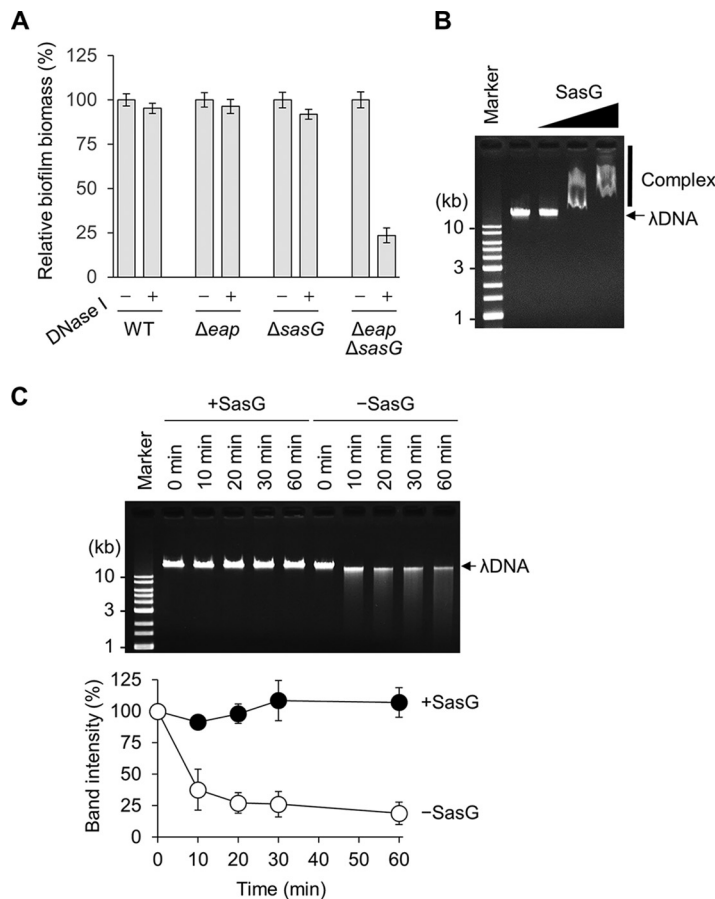 A
Relative biofilm biomass (%)
125
100
75
50
25
0
DNase I
− + − + − + − +
WT Δeap ΔsasG Δeap
ΔsasG
B
Marker
SasG
(kb)
10
3
1
Complex
λDNA
C
+SasG −SasG
Marker
0 min
10 min
20 min
30 min
60 min
0 min
10 min
20 min
30 min
60 min
(kb)
10
3
1
λDNA
Band intensity (%)
125
100
75
50
25
0
+SasG
−SasG
0 10 20 30 40 50 60
Time (min)